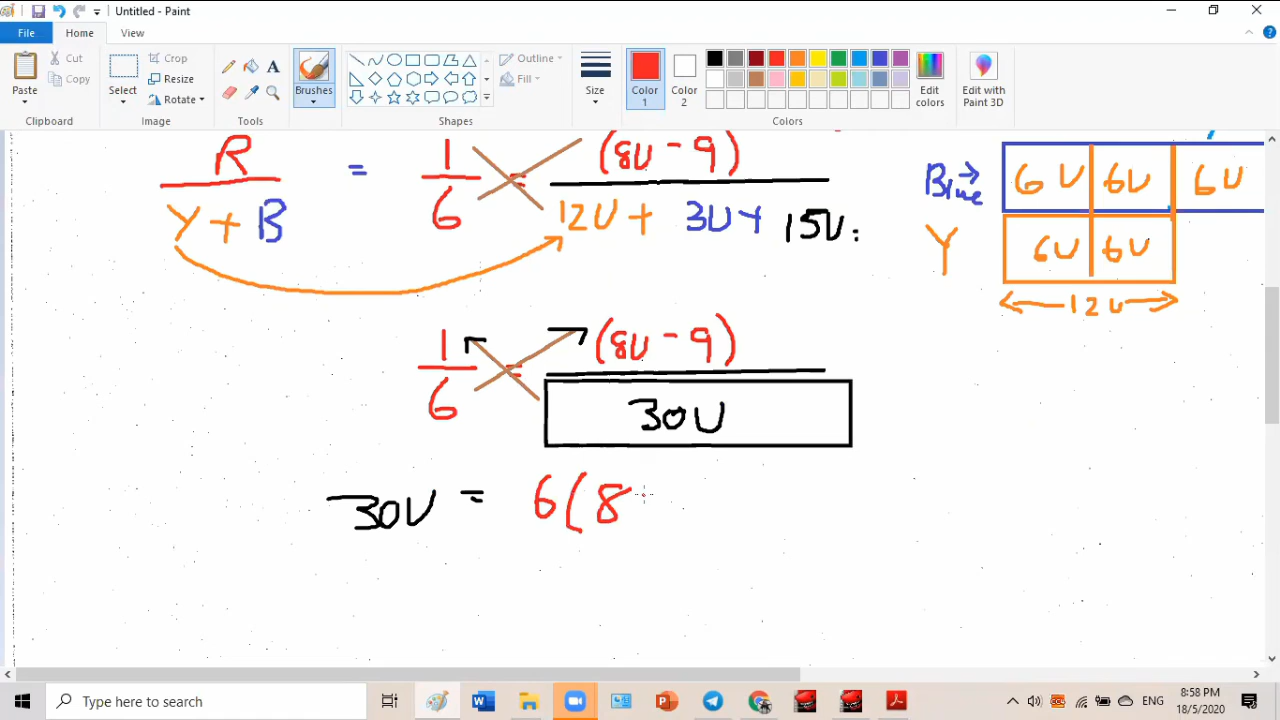 Untitled - Paint
File Home View
Paste Cut Copy Clipboard
Select Crop Resize Rotate Image
Tools
Brushes
Shapes Outline Fill
Size
Color 1 Color 2 Edit colors Colors
Edit with Paint 3D
R = 1 (8U - 9)
Y + B 6 = 12U + 3U + 15U
Blue → 6U 6U 6U
Y 6U 6U
12U
1 = (8U - 9)
6 30U
30U = 6(8
Type here to search
ENG
8:58 PM
18/5/2020